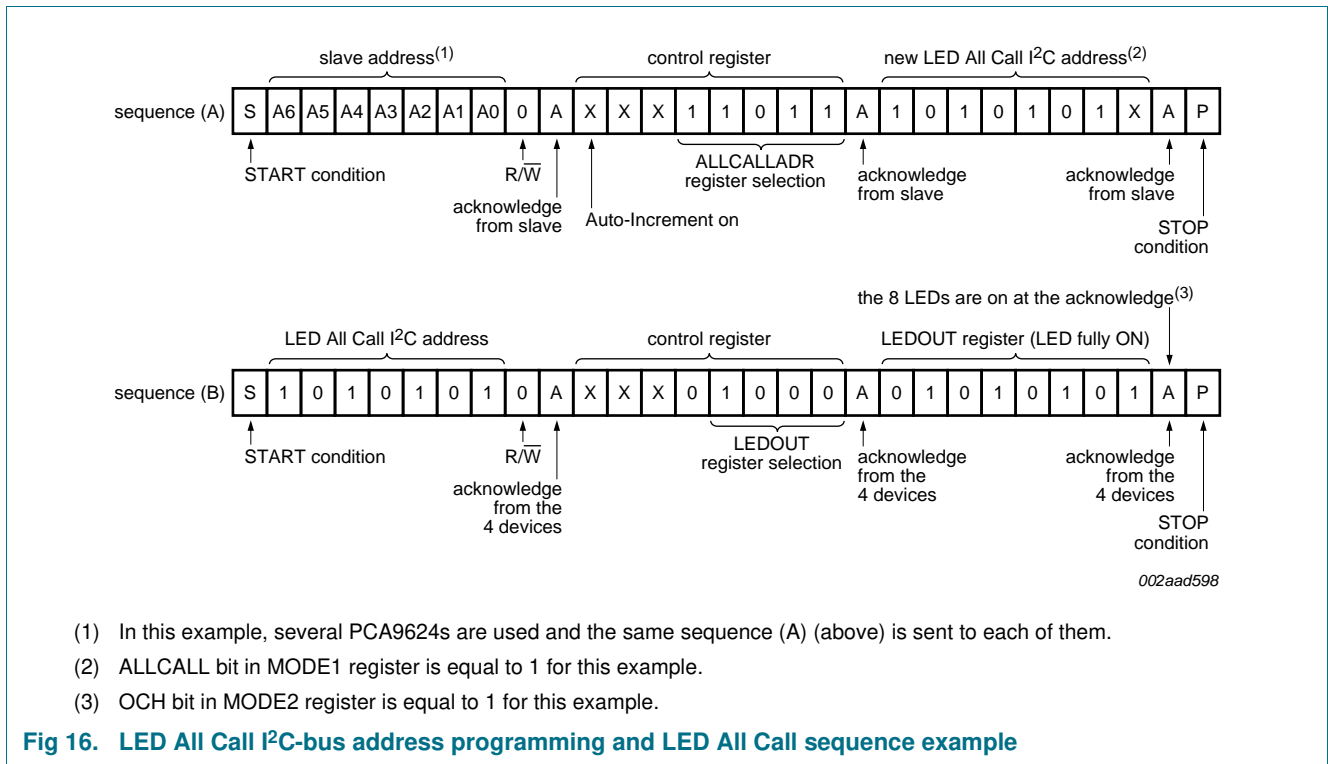 slave address(1) control register new LED All Call I2C address(2)
sequence (A) S A6 A5 A4 A3 A2 A1 A0 0 A X X X 1 1 0 1 1 A 1 0 1 0 1 0 1 X A P
START condition R/W ALLCALLADR register selection acknowledge from slave acknowledge from slave
acknowledge from slave Auto-Increment on STOP condition
the 8 LEDs are on at the acknowledge(3)
LED All Call I2C address control register LEDOUT register (LED fully ON)
sequence (B) S 1 0 1 0 1 0 1 0 A X X X 0 1 0 0 0 A 0 1 0 1 0 1 0 1 A P
START condition R/W LEDOUT register selection acknowledge from the 4 devices acknowledge from the 4 devices
acknowledge from the 4 devices STOP condition
002aad598
(1) In this example, several PCA9624s are used and the same sequence (A) (above) is sent to each of them.
(2) ALLCALL bit in MODE1 register is equal to 1 for this example.
(3) OCH bit in MODE2 register is equal to 1 for this example.
Fig 16. LED All Call I2C-bus address programming and LED All Call sequence example